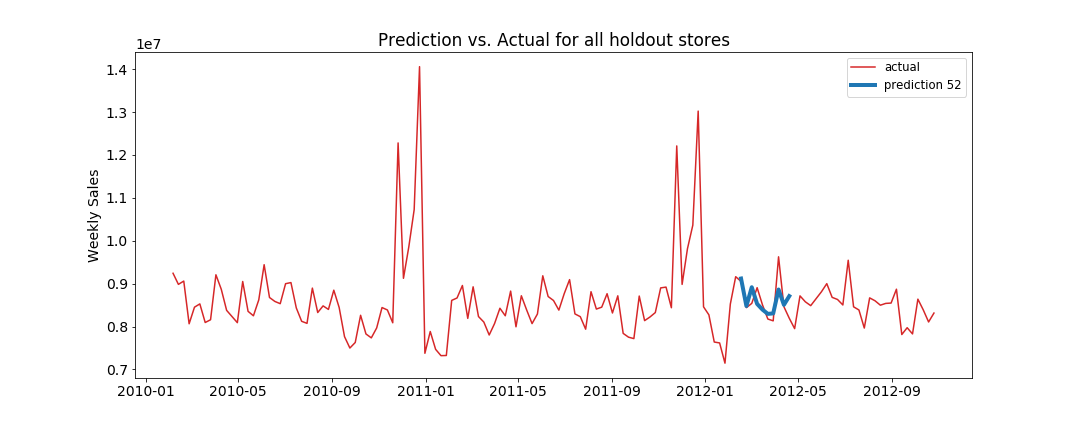 Prediction vs. Actual for all holdout stores
1e7
actual
prediction 52
Weekly Sales
1.4
1.3
1.2
1.1
1.0
0.9
0.8
0.7
2010-01 2010-05 2010-09 2011-01 2011-05 2011-09 2012-01 2012-05 2012-09